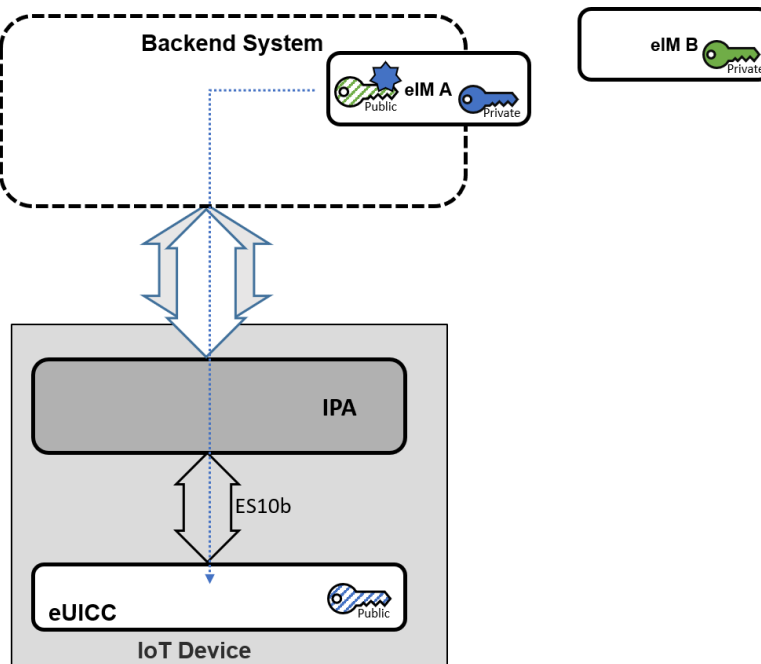 Backend System
eIM A
Public
Private
eIM B
Private
IPA
ES10b
eUICC
Public
IoT Device